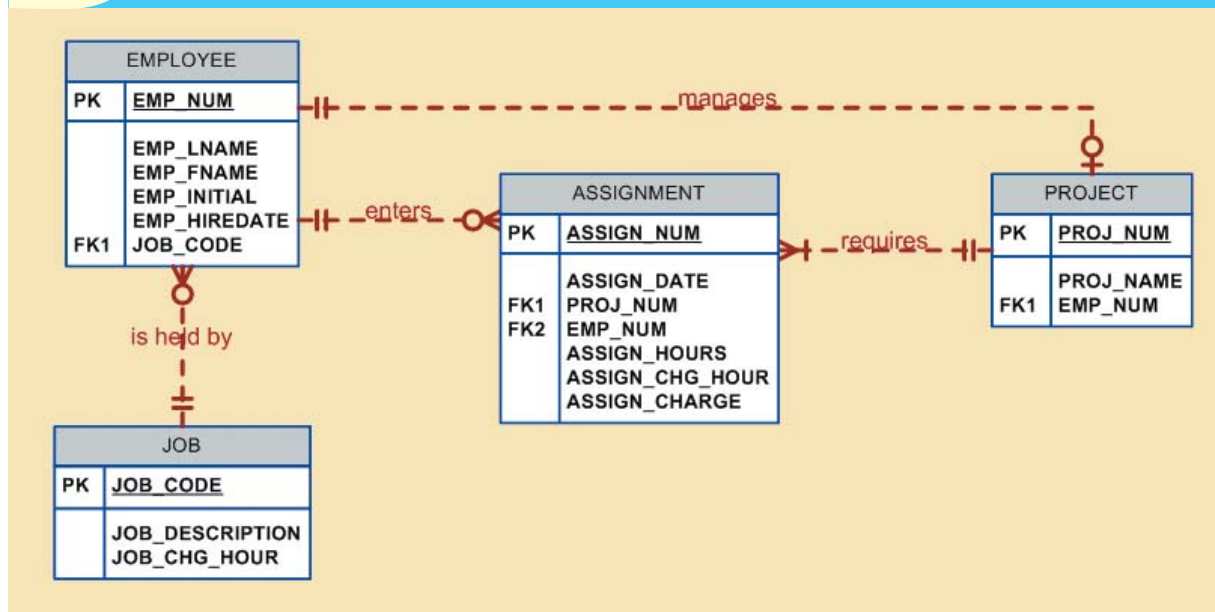 EMPLOYEE
PK EMP_NUM
EMP_LNAME
EMP_FNAME
EMP_INITIAL
EMP_HIREDATE
FK1 JOB_CODE
manages
enters
is held by
JOB
PK JOB_CODE
JOB_DESCRIPTION
JOB_CHG_HOUR
ASSIGNMENT
PK ASSIGN_NUM
ASSIGN_DATE
FK1 PROJ_NUM
FK2 EMP_NUM
ASSIGN_HOURS
ASSIGN_CHG_HOUR
ASSIGN_CHARGE
requires
PROJECT
PK PROJ_NUM
PROJ_NAME
FK1 EMP_NUM